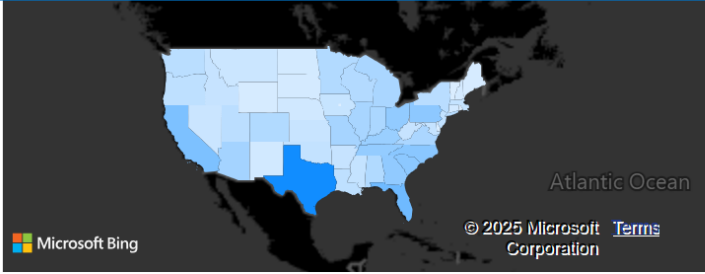 Atlantic Ocean
Microsoft Bing
© 2025 Microsoft Terms
Corporation